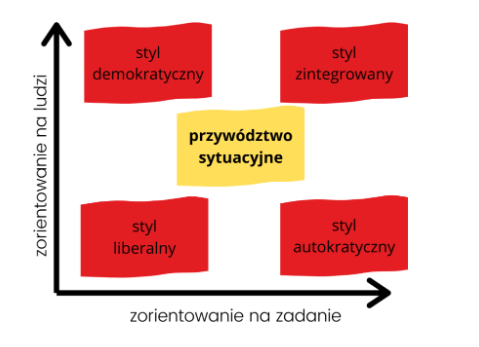 styl
demokratyczny
styl
zintegrowany
przywództwo
sytuacyjne
styl
liberalny
styl
autokratyczny
zorientowanie na ludzi
zorientowanie na zadanie